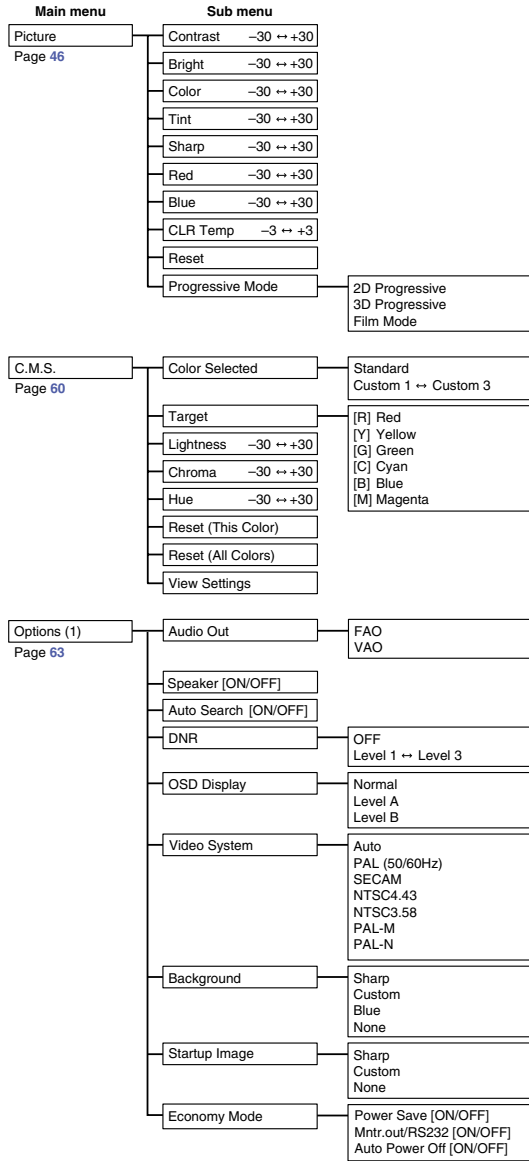 Main menu Sub menu
Picture
Page 46
Contrast –30 ↔ +30
Bright –30 ↔ +30
Color –30 ↔ +30
Tint –30 ↔ +30
Sharp –30 ↔ +30
Red –30 ↔ +30
Blue –30 ↔ +30
CLR Temp –3 ↔ +3
Reset
Progressive Mode
2D Progressive
3D Progressive
Film Mode
C.M.S.
Page 60
Color Selected
Standard
Custom 1 ↔ Custom 3
Target
[R] Red
[Y] Yellow
[G] Green
[C] Cyan
[B] Blue
[M] Magenta
Lightness –30 ↔ +30
Chroma –30 ↔ +30
Hue –30 ↔ +30
Reset (This Color)
Reset (All Colors)
View Settings
Options (1)
Page 63
Audio Out
FAO
VAO
Speaker [ON/OFF]
Auto Search [ON/OFF]
DNR
OFF
Level 1 ↔ Level 3
OSD Display
Normal
Level A
Level B
Video System
Auto
PAL (50/60Hz)
SECAM
NTSC4.43
NTSC3.58
PAL-M
PAL-N
Background
Sharp
Custom
Blue
None
Startup Image
Sharp
Custom
None
Economy Mode
Power Save [ON/OFF]
Mntr.out/RS232 [ON/OFF]
Auto Power Off [ON/OFF]